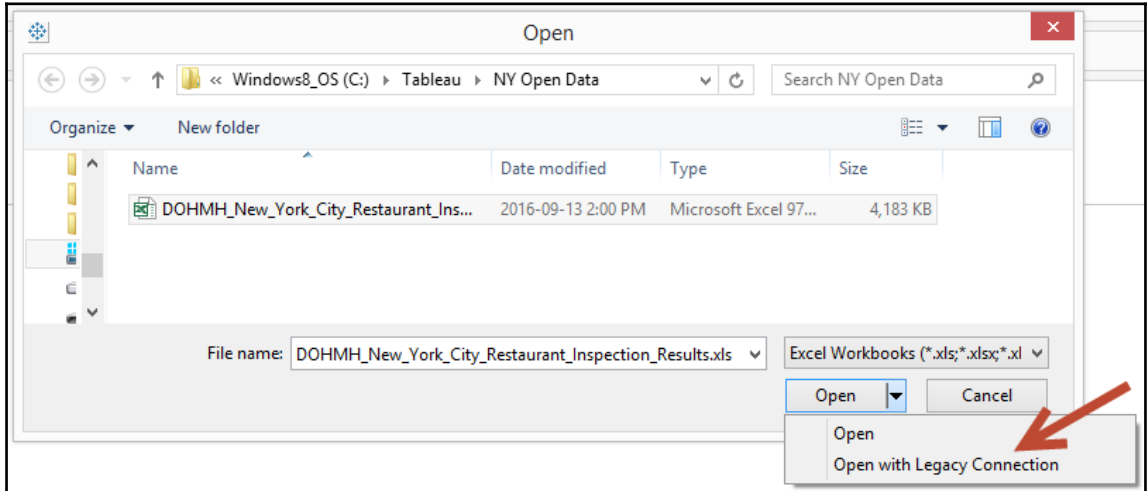 Open
« Windows8_OS (C:) Tableau NY Open Data
Search NY Open Data
Organize
New folder
Name
Date modified
Type
Size
DOHMH_New_York_City_Restaurant_Ins...
2016-09-13 2:00 PM
Microsoft Excel 97...
4,183 KB
File name:
DOHMH_New_York_City_Restaurant_Inspection_Results.xls
Excel Workbooks (*.xls;*.xlsx;*.xl
Open
Cancel
Open
Open with Legacy Connection